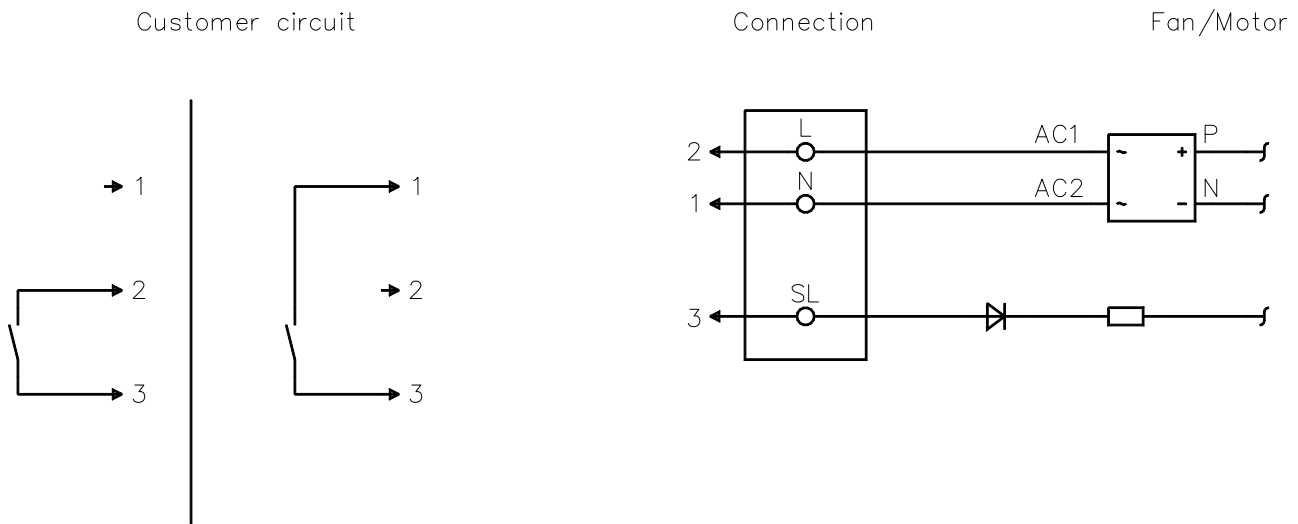 Customer circuit
Connection
Fan/Motor
1
2
3
1
2
3
L
2
AC1
~
+
P
N
1
AC2
~
-
N
SL
3